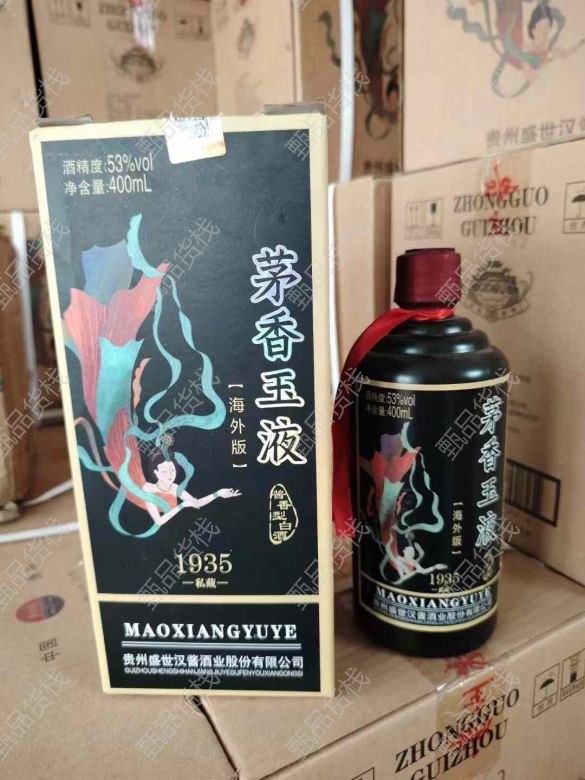 ZHONGGUO
GUIZHOU
贵州盛世汉酱
酒精度:53%vol
净含量:400mL
茅香玉液
【海外版】
酱香型白酒
1935
私藏
MAOXIANGYUYE
贵州盛世汉酱酒业股份有限公司
GUIZHOUSHENGSHIHANJIANGJIUYEGUFENYOUXIANGONGSI
ZHONGGUO
GUIZHOU
酒精度:53%vol
净含量:400mL
茅香玉液
【海外版】
1935
MAOXIANGYUYE
贵州盛世汉酱酒业股份有限公司
ZHONGGUO
GUIZHOU
甄品货栈